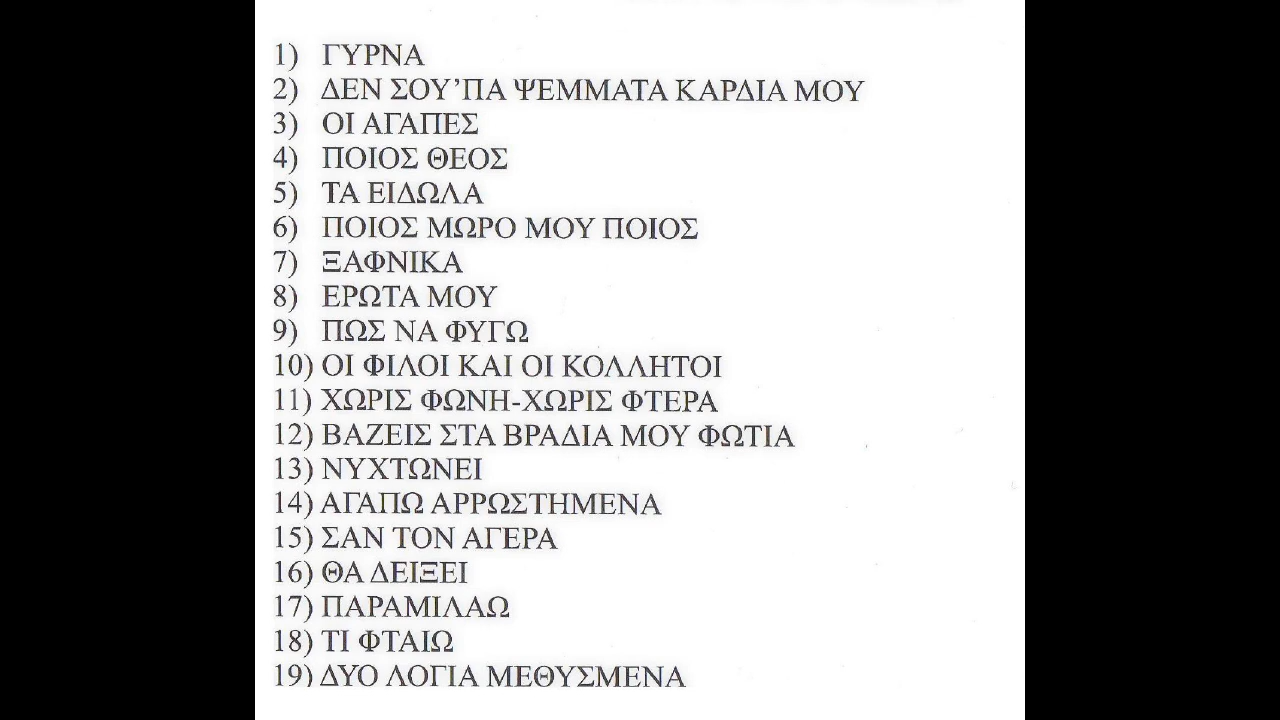 1) ΓΥΡΝΑ
2) ΔΕΝ ΣΟΥ’ΠΑ ΨΕΜΜΑΤΑ ΚΑΡΔΙΑ ΜΟΥ
3) ΟΙ ΑΓΑΠΕΣ
4) ΠΟΙΟΣ ΘΕΟΣ
5) ΤΑ ΕΙΔΩΛΑ
6) ΠΟΙΟΣ ΜΩΡΟ ΜΟΥ ΠΟΙΟΣ
7) ΞΑΦΝΙΚΑ
8) ΕΡΩΤΑ ΜΟΥ
9) ΠΩΣ ΝΑ ΦΥΓΩ
10) ΟΙ ΦΙΛΟΙ ΚΑΙ ΟΙ ΚΟΛΛΗΤΟΙ
11) ΧΩΡΙΣ ΦΩΝΗ-ΧΩΡΙΣ ΦΤΕΡΑ
12) ΒΑΖΕΙΣ ΣΤΑ ΒΡΑΔΙΑ ΜΟΥ ΦΩΤΙΑ
13) ΝΥΧΤΩΝΕΙ
14) ΑΓΑΠΩ ΑΡΡΩΣΤΗΜΕΝΑ
15) ΣΑΝ ΤΟΝ ΑΓΕΡΑ
16) ΘΑ ΔΕΙΞΕΙ
17) ΠΑΡΑΜΙΛΑΩ
18) ΤΙ ΦΤΑΙΩ
19) ΔΥΟ ΛΟΓΙΑ ΜΕΘΥΣΜΕΝΑ